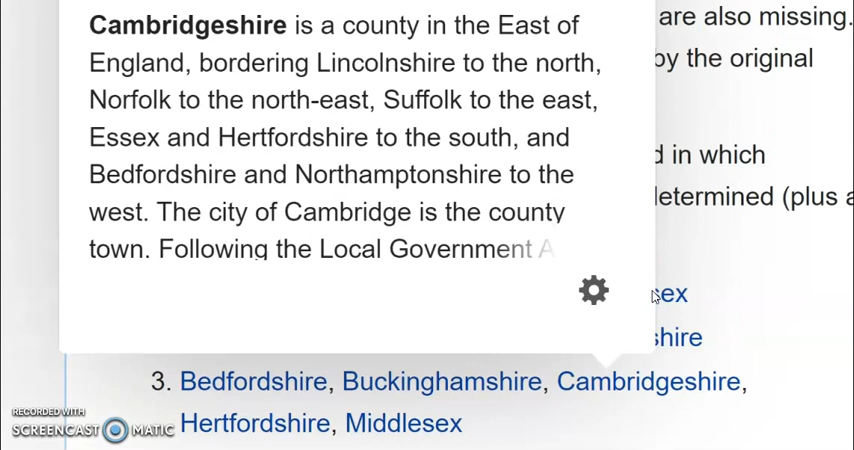 Cambridgeshire is a county in the East of
England, bordering Lincolnshire to the north,
Norfolk to the north-east, Suffolk to the east,
Essex and Hertfordshire to the south, and
Bedfordshire and Northamptonshire to the
west. The city of Cambridge is the county
town. Following the Local Government A
are also missing.
by the original
d in which
etermined (plus a
sex
shire
3. Bedfordshire, Buckinghamshire, Cambridgeshire,
Hertfordshire, Middlesex
RECORDED WITH
SCREENCAST MATIC